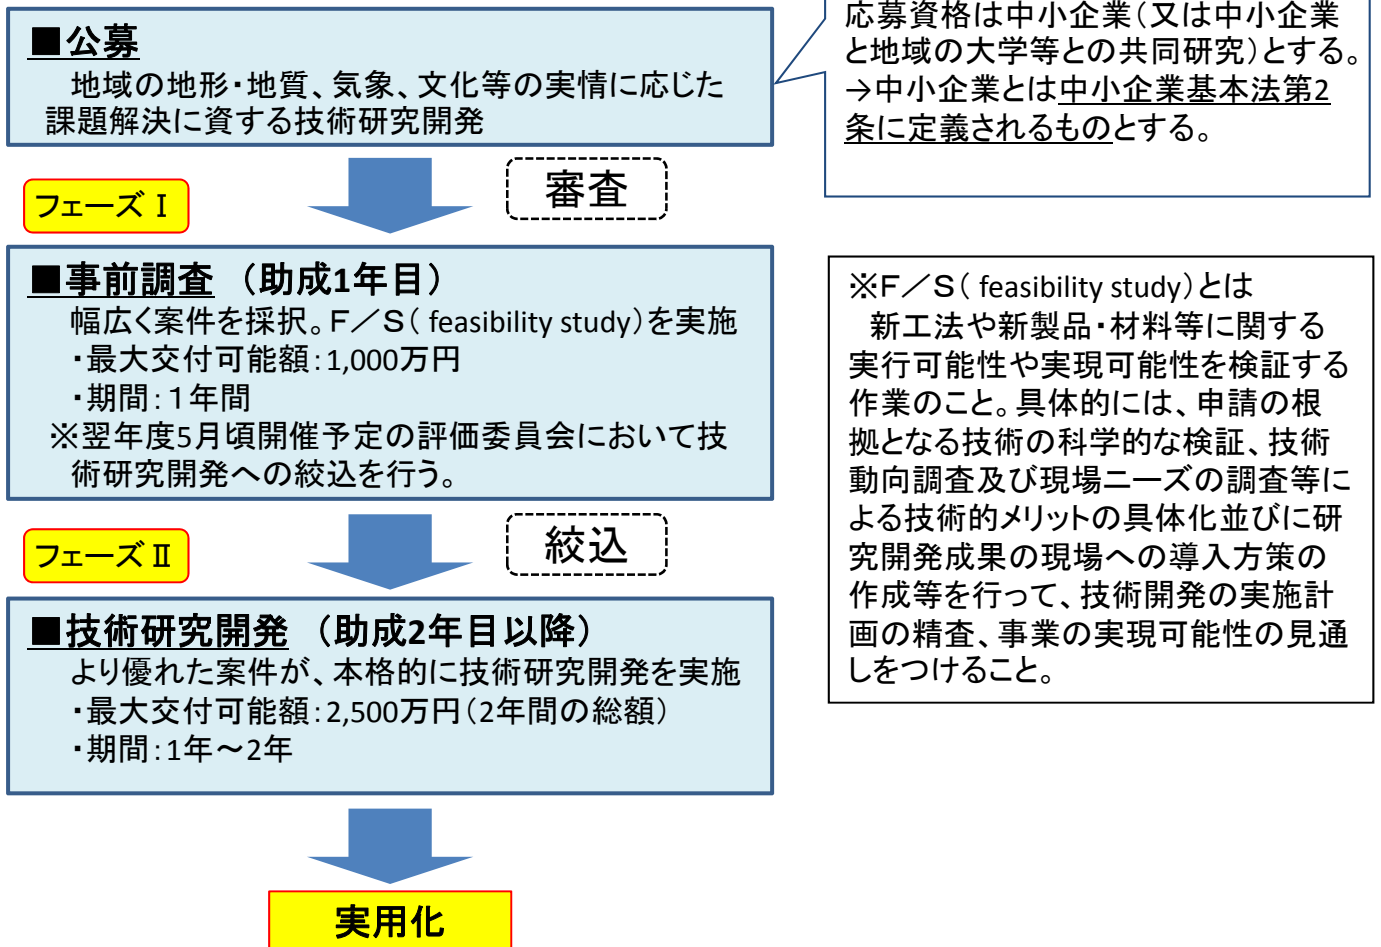 ■公募
地域の地形・地質、気象、文化等の実情に応じた
課題解決に資する技術研究開発
応募資格は中小企業（又は中小企業
と地域の大学等との共同研究）とする。
→中小企業とは中小企業基本法第2
条に定義されるものとする。
審査
フェーズⅠ
■事前調査 （助成1年目）
幅広く案件を採択。Ｆ／Ｓ（ feasibility study）を実施
・最大交付可能額：1,000万円
・期間：１年間
※翌年度5月頃開催予定の評価委員会において技
術研究開発への絞込を行う。
※Ｆ／Ｓ（ feasibility study）とは
新工法や新製品・材料等に関する
実行可能性や実現可能性を検証する
作業のこと。具体的には、申請の根
拠となる技術の科学的な検証、技術
動向調査及び現場ニーズの調査等に
よる技術的メリットの具体化並びに研
究開発成果の現場への導入方策の
作成等を行って、技術開発の実施計
画の精査、事業の実現可能性の見通
しをつけること。
絞込
フェーズⅡ
■技術研究開発 （助成2年目以降）
より優れた案件が、本格的に技術研究開発を実施
・最大交付可能額：2,500万円（2年間の総額）
・期間：1年～2年
実用化